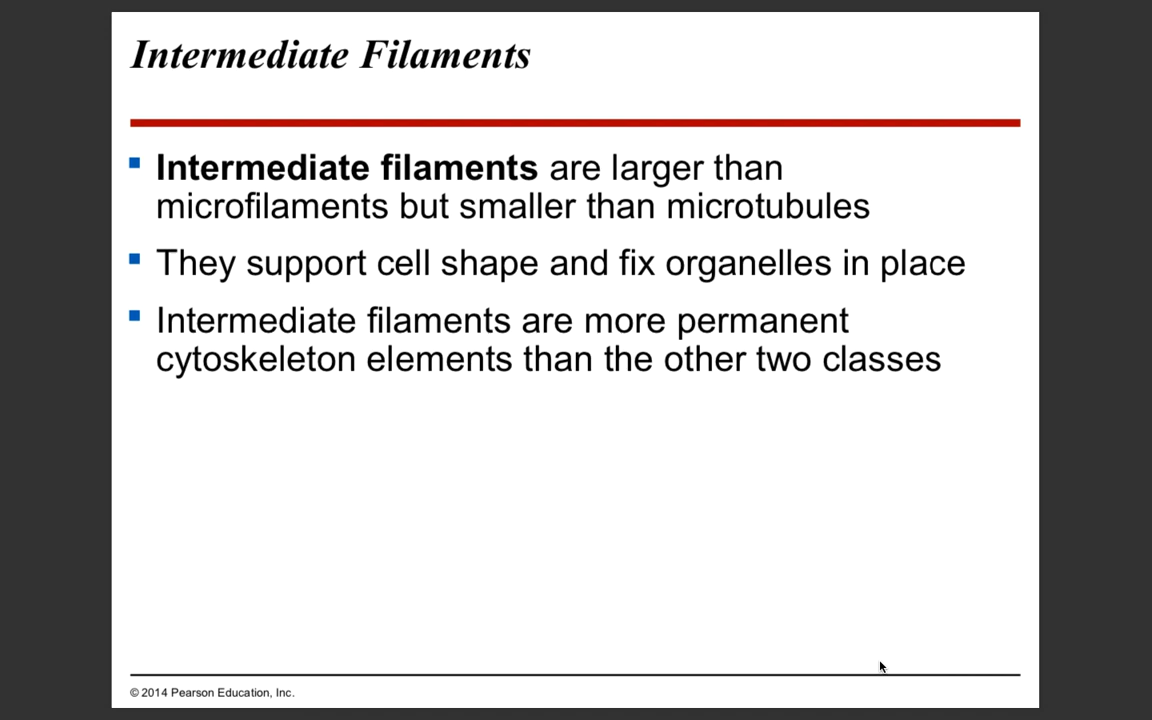 Intermediate Filaments
Intermediate filaments are larger than
microfilaments but smaller than microtubules
They support cell shape and fix organelles in place
Intermediate filaments are more permanent
cytoskeleton elements than the other two classes
© 2014 Pearson Education, Inc.